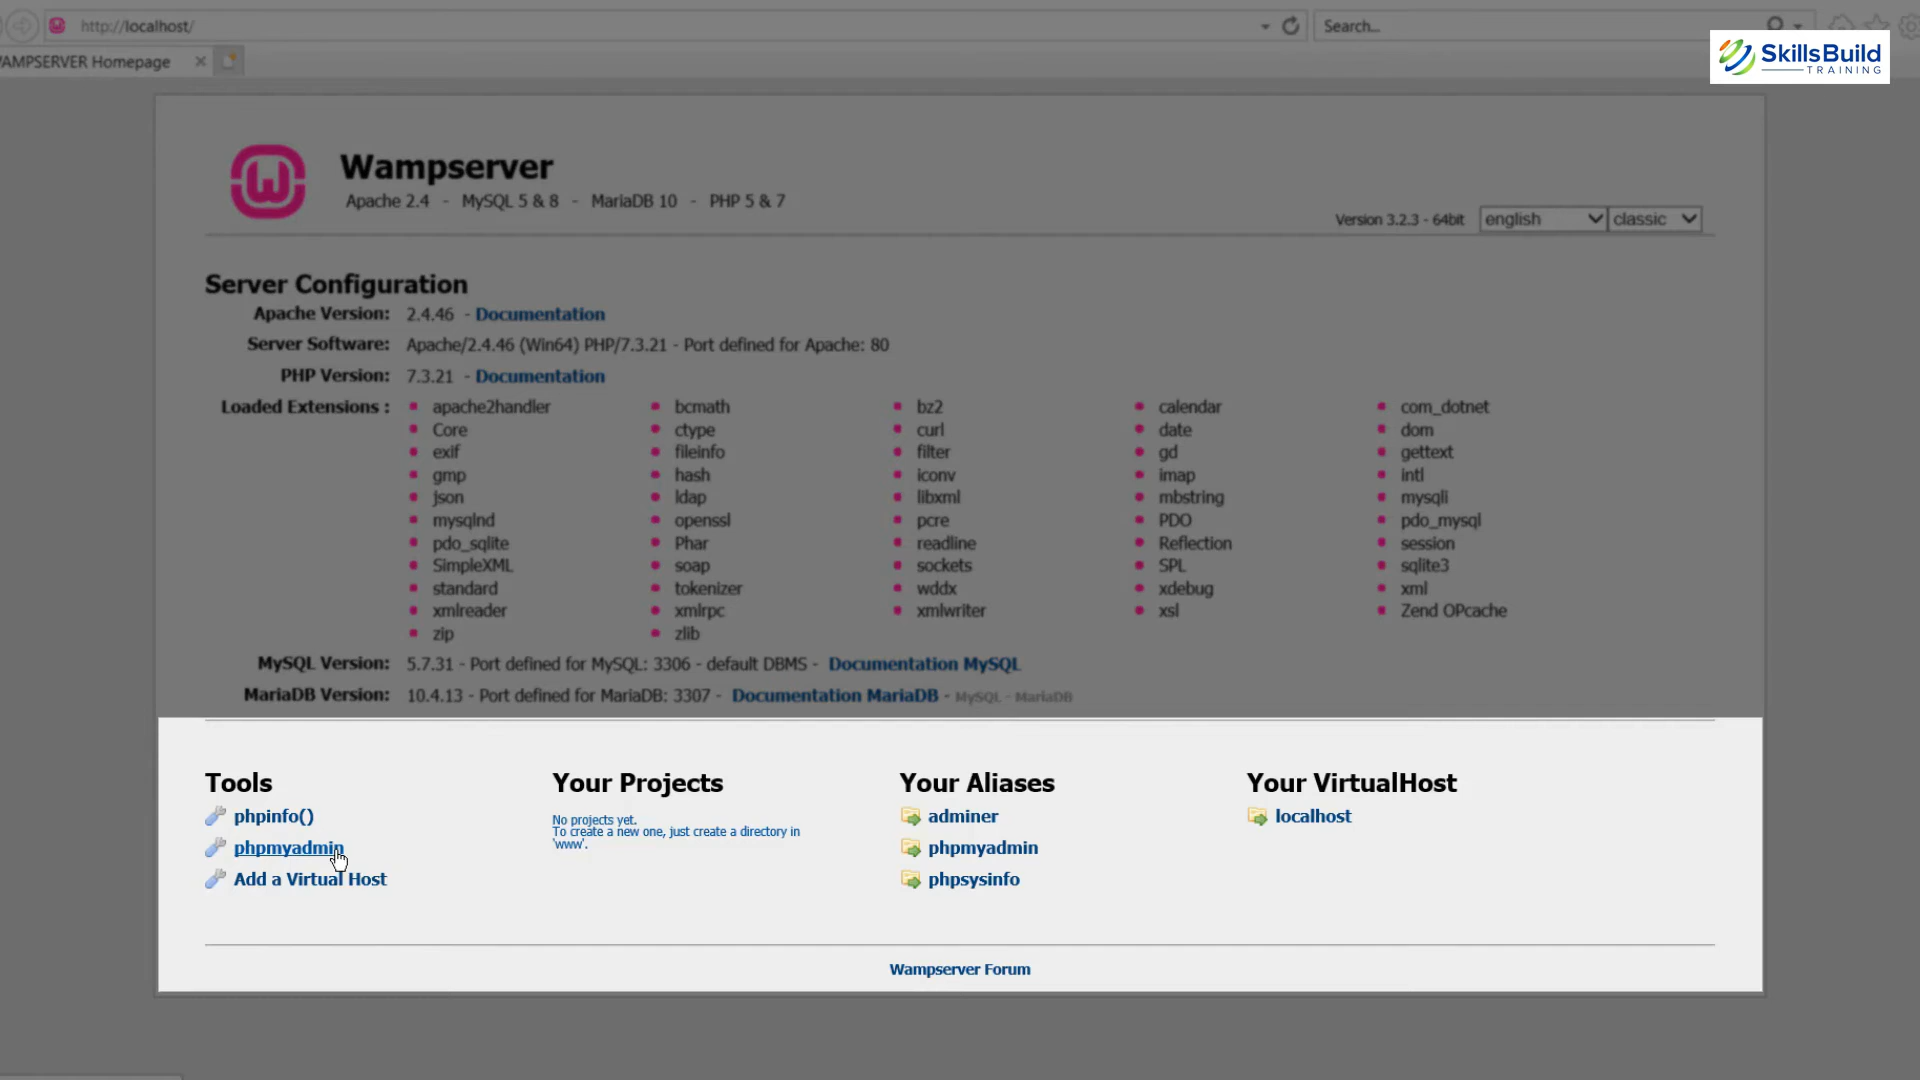 http://localhost/
Search...
WAMPSERVER Homepage
SkillsBuild
TRAINING
Wampserver
Apache 2.4 - MySQL 5 & 8 - MariaDB 10 - PHP 5 & 7
Version 3.2.3 - 64bit english classic
Server Configuration
Apache Version: 2.4.46 - Documentation
Server Software: Apache/2.4.46 (Win64) PHP/7.3.21 - Port defined for Apache: 80
PHP Version: 7.3.21 - Documentation
Loaded Extensions : apache2handler bcmath bz2 calendar com_dotnet
Core ctype curl date dom
exif fileinfo filter gd gettext
gmp hash iconv imap intl
json ldap libxml mbstring mysqli
mysqlnd openssl pcre PDO pdo_mysql
pdo_sqlite Phar readline Reflection session
SimpleXML soap sockets SPL sqlite3
standard tokenizer wddx xdebug xml
xmlreader xmlrpc xmlwriter xsl Zend OPcache
zip zlib
MySQL Version: 5.7.31 - Port defined for MySQL: 3306 - default DBMS - Documentation MySQL
MariaDB Version: 10.4.13 - Port defined for MariaDB: 3307 - Documentation MariaDB - MySQL - MariaDB
Tools
phpinfo()
phpmyadmin
Add a Virtual Host
Your Projects
No projects yet.
To create a new one, just create a directory in
'www'.
Your Aliases
adminer
phpmyadmin
phpsysinfo
Your VirtualHost
localhost
Wampserver Forum